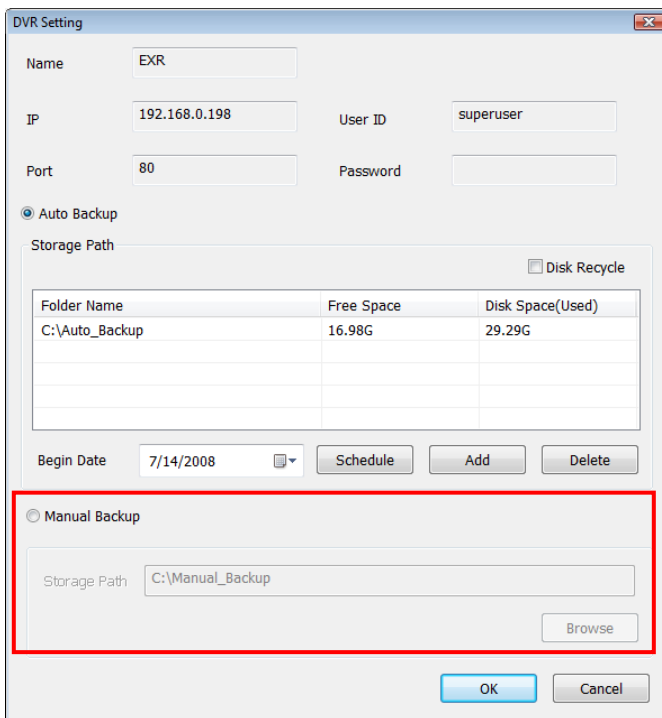 DVR Setting
Name EXR
IP 192.168.0.198 User ID superuser
Port 80 Password
Auto Backup
Storage Path
Disk Recycle
Folder Name Free Space Disk Space(Used)
C:\Auto_Backup 16.98G 29.29G
Begin Date 7/14/2008 Schedule Add Delete
Manual Backup
Storage Path C:\Manual_Backup
Browse
OK Cancel